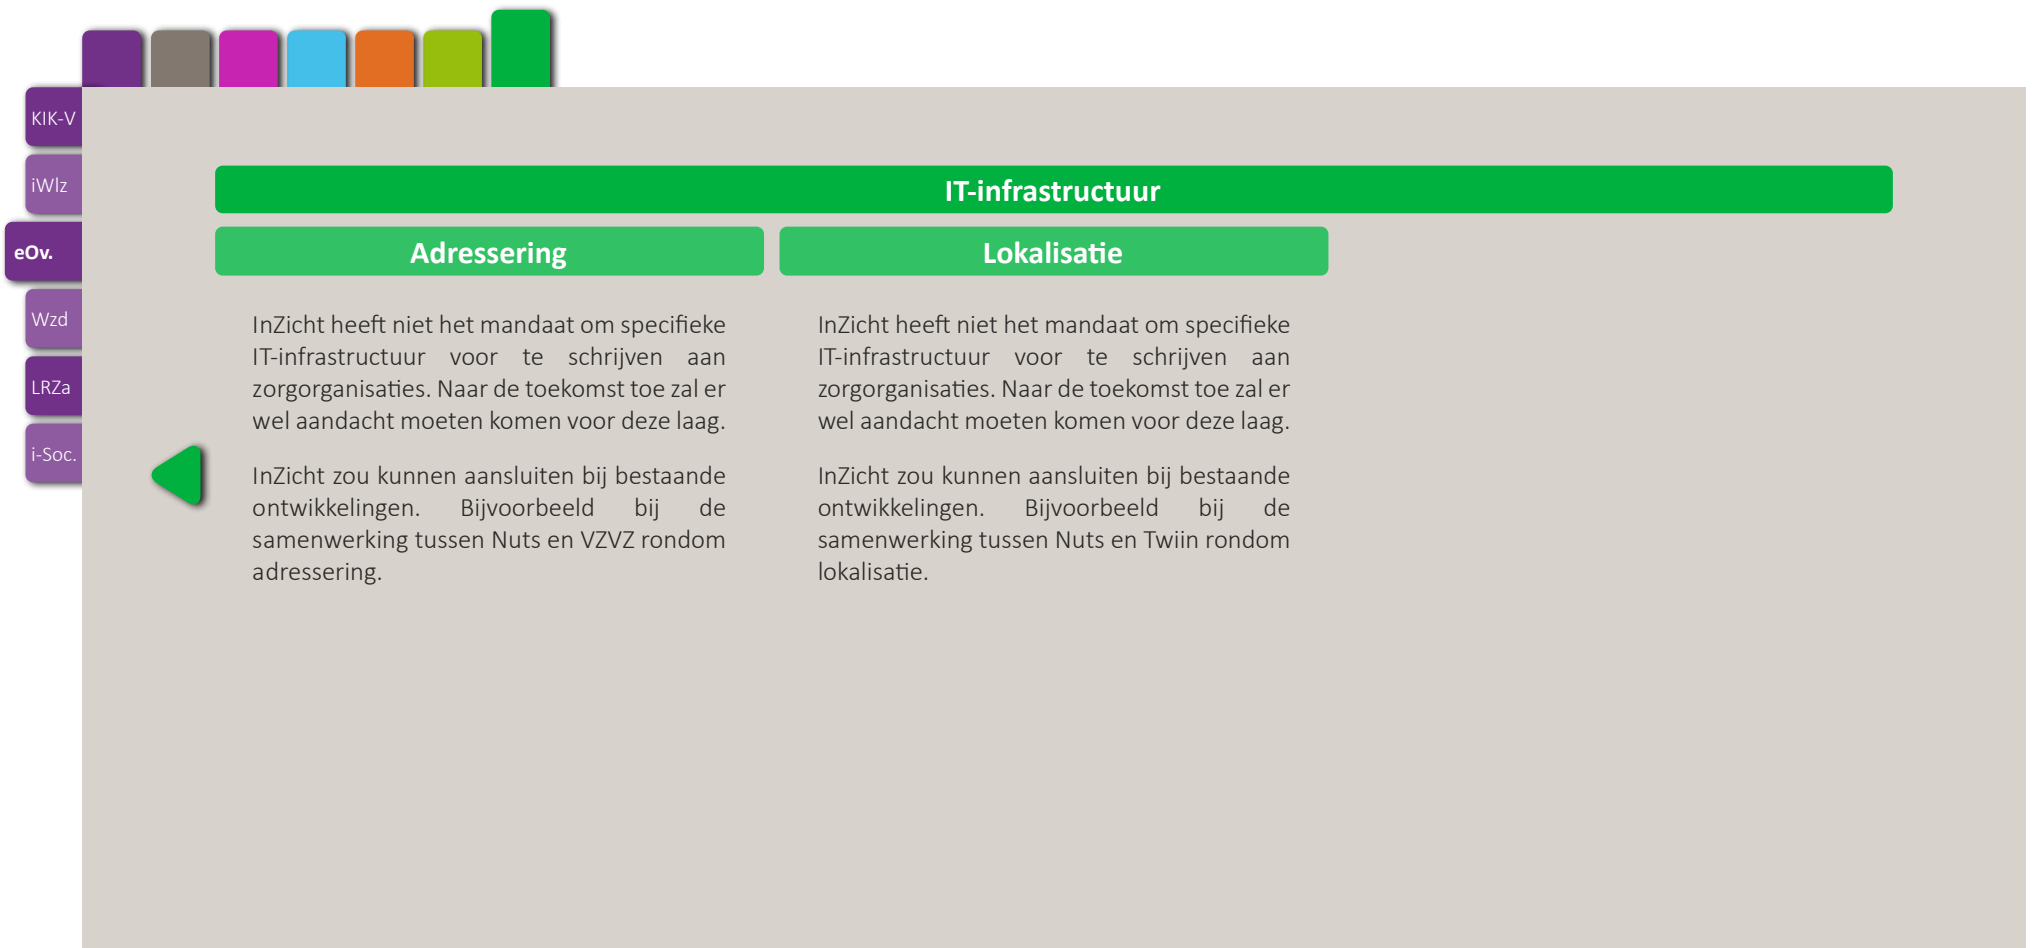 KIK-V
iWlz
eOv.
Wzd
LRZa
i-Soc.
IT-infrastructuur
Adressering
InZicht heeft niet het mandaat om specifieke
IT-infrastructuur voor te schrijven aan
zorgorganisaties. Naar de toekomst toe zal er
wel aandacht moeten komen voor deze laag.
InZicht zou kunnen aansluiten bij bestaande
ontwikkelingen. Bijvoorbeeld bij de
samenwerking tussen Nuts en VZVZ rondom
adressering.
Lokalisatie
InZicht heeft niet het mandaat om specifieke
IT-infrastructuur voor te schrijven aan
zorgorganisaties. Naar de toekomst toe zal er
wel aandacht moeten komen voor deze laag.
InZicht zou kunnen aansluiten bij bestaande
ontwikkelingen. Bijvoorbeeld bij de
samenwerking tussen Nuts en Twiin rondom
lokalisatie.